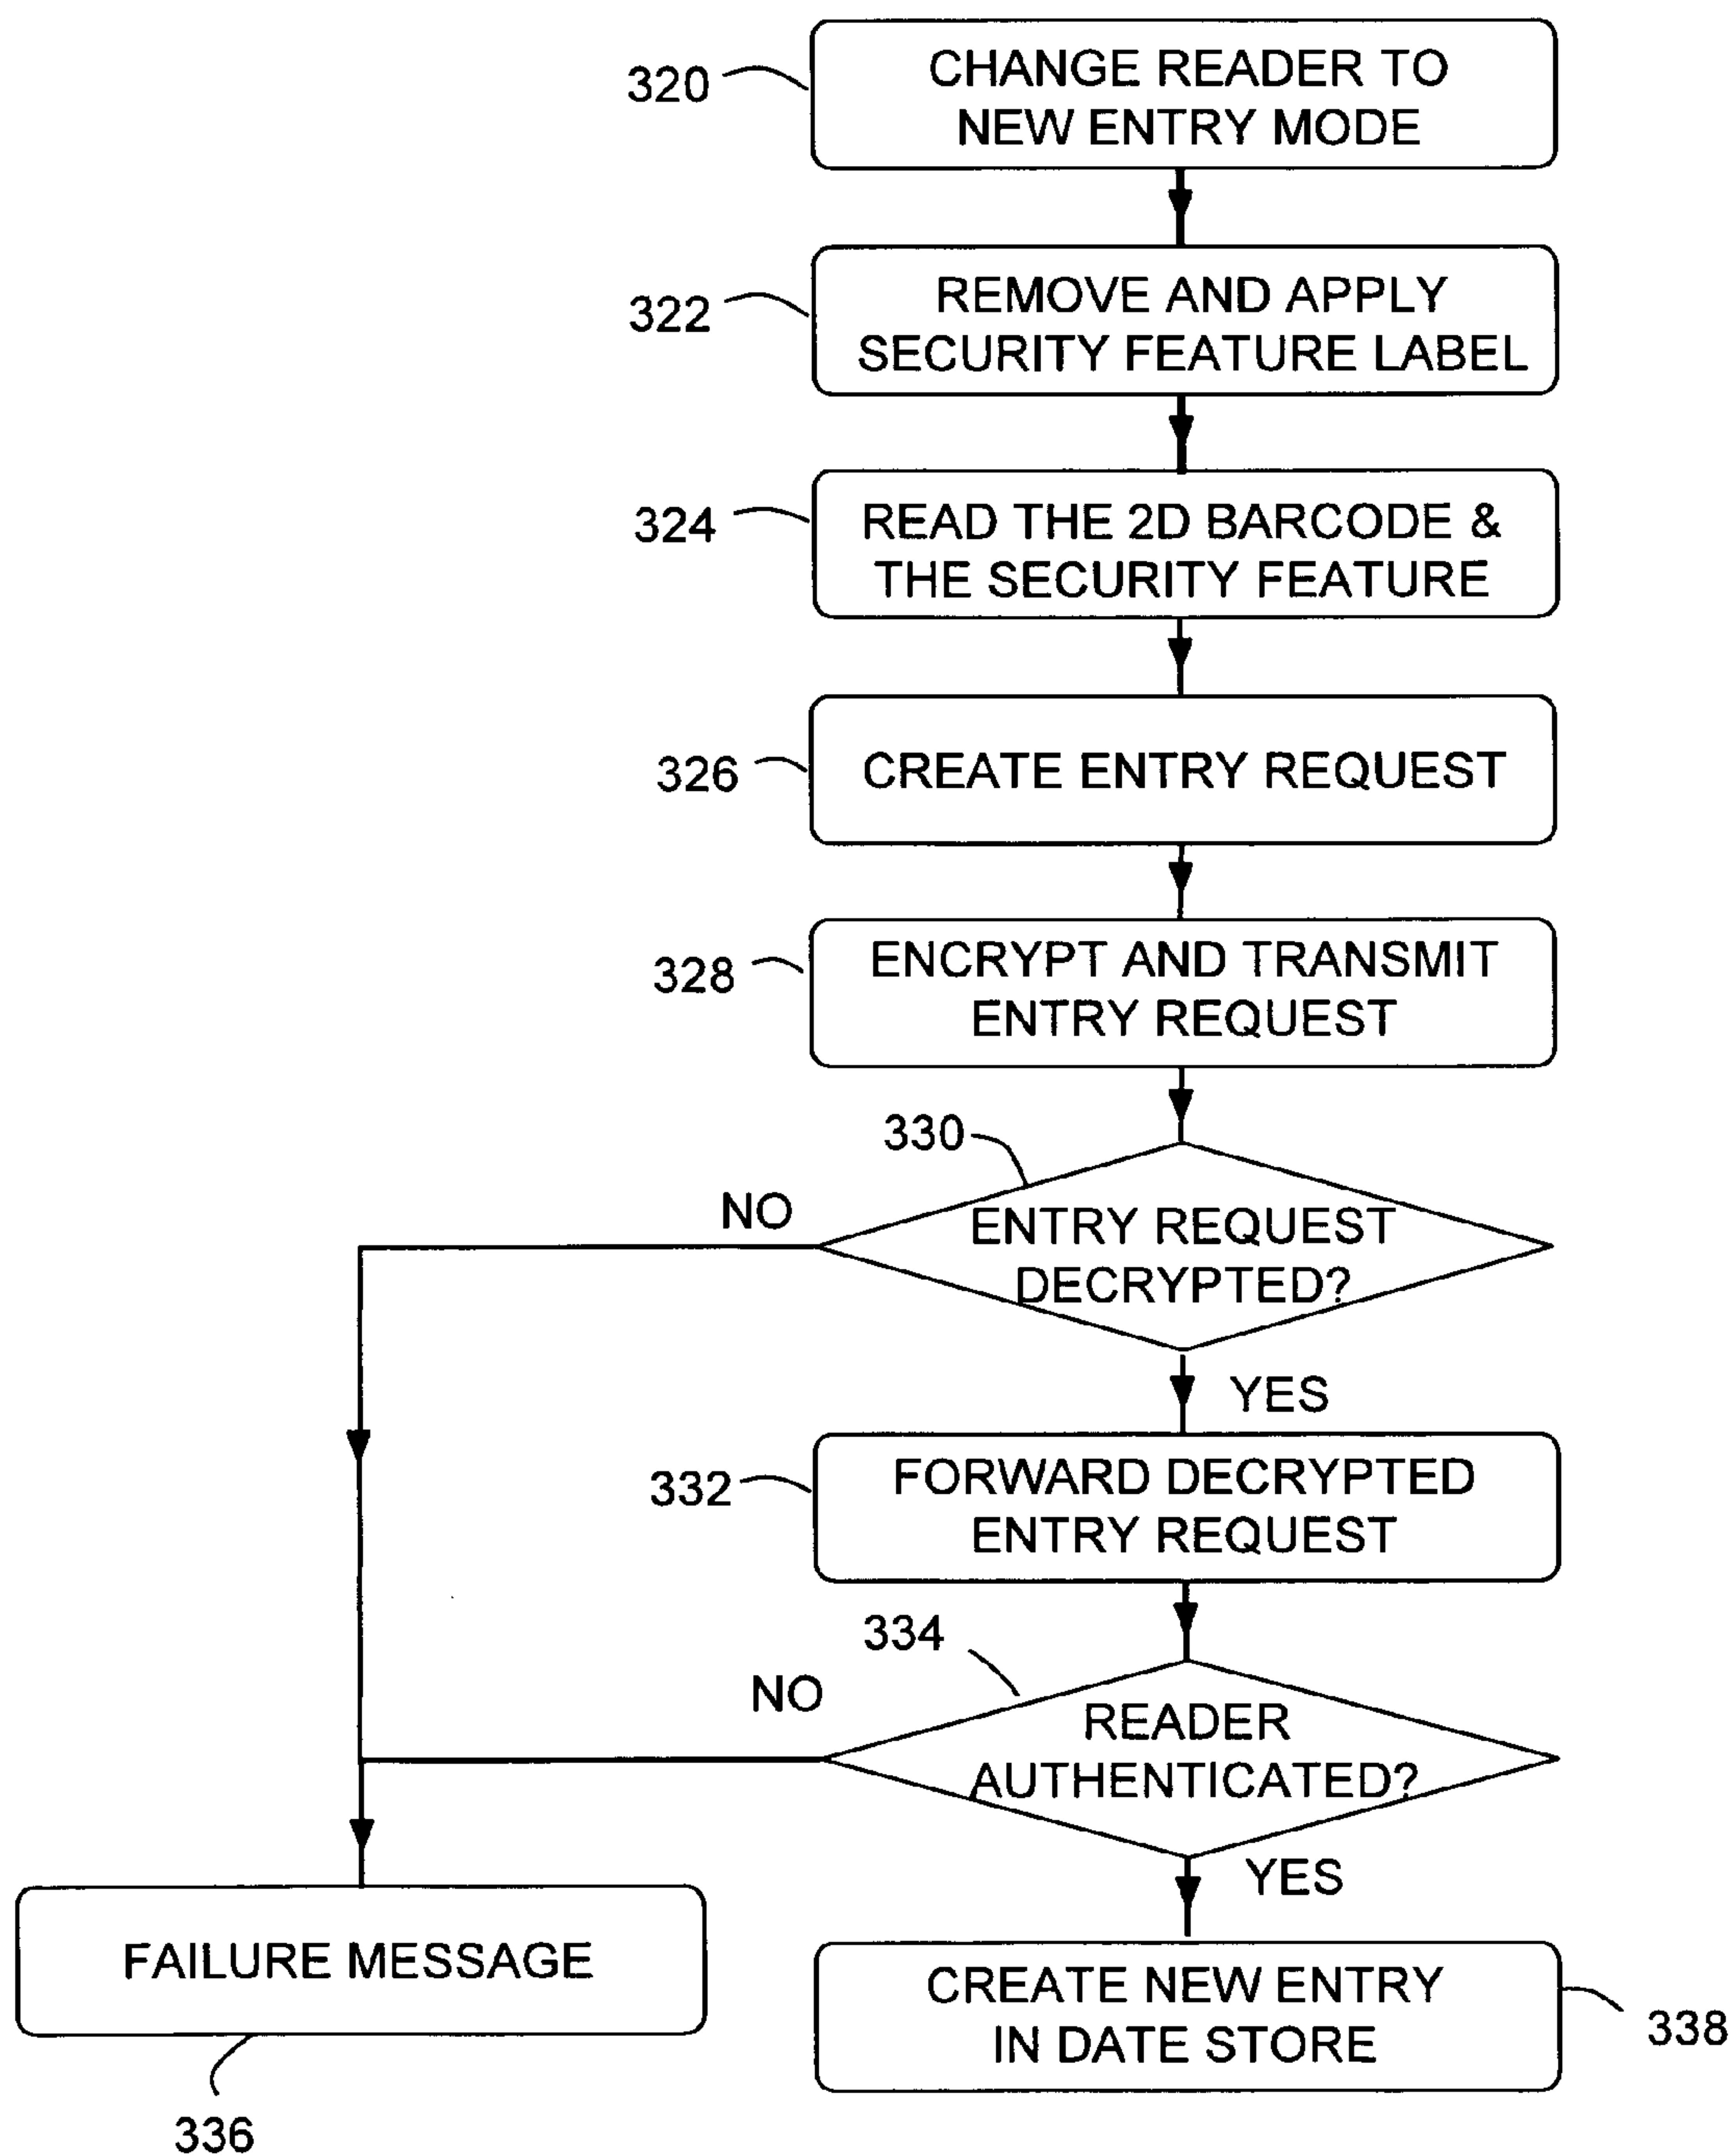 320
CHANGE READER TO
NEW ENTRY MODE
322
REMOVE AND APPLY
SECURITY FEATURE LABEL
324
READ THE 2D BARCODE &
THE SECURITY FEATURE
326
CREATE ENTRY REQUEST
328
ENCRYPT AND TRANSMIT
ENTRY REQUEST
330
NO
ENTRY REQUEST
DECRYPTED?
YES
332
FORWARD DECRYPTED
ENTRY REQUEST
334
NO
READER
AUTHENTICATED?
YES
FAILURE MESSAGE
336
CREATE NEW ENTRY
IN DATE STORE
338